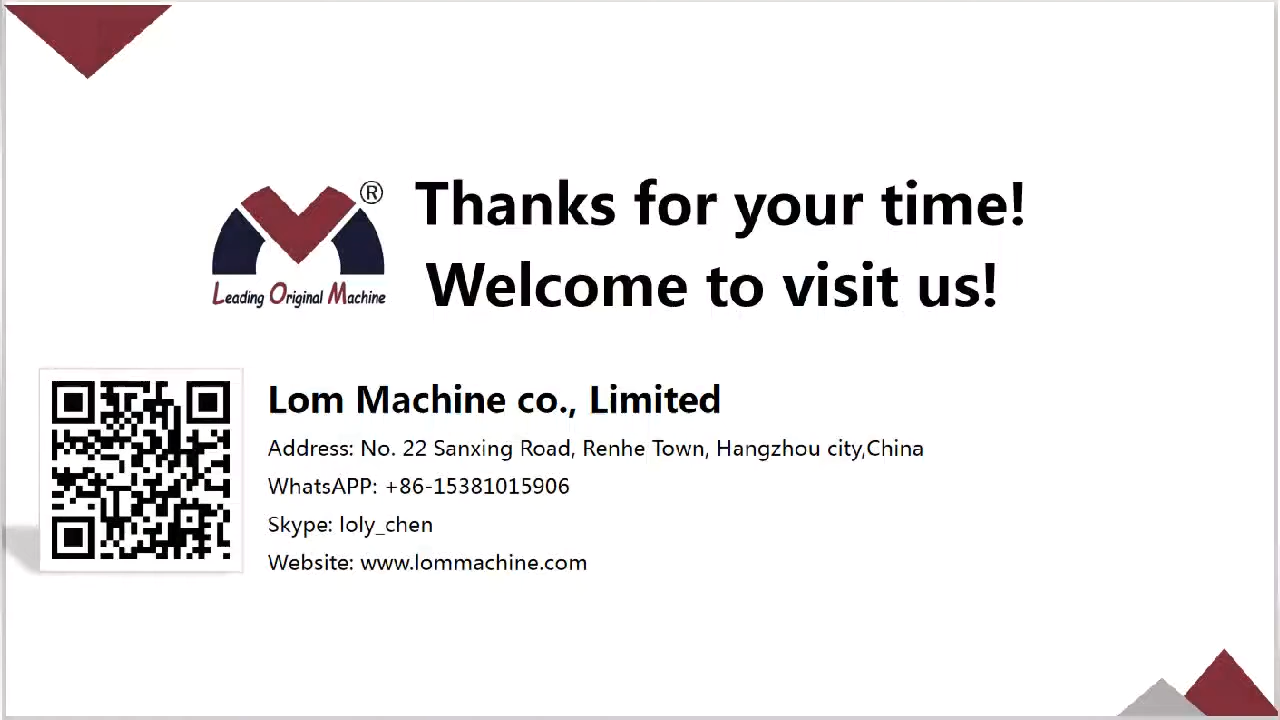 ®
Leading Original Machine
Thanks for your time!
Welcome to visit us!
Lom Machine co., Limited
Address: No. 22 Sanxing Road, Renhe Town, Hangzhou city,China
WhatsAPP: +86-15381015906
Skype: loly_chen
Website: www.lommachine.com